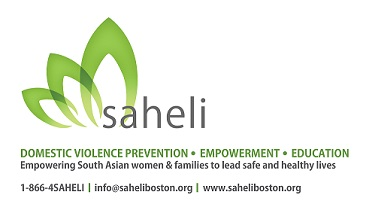 saheli
DOMESTIC VIOLENCE PREVENTION • EMPOWERMENT • EDUCATION
Empowering South Asian women & families to lead safe and healthy lives
1-866-4SAHELI | info@saheliboston.org | www.saheliboston.org